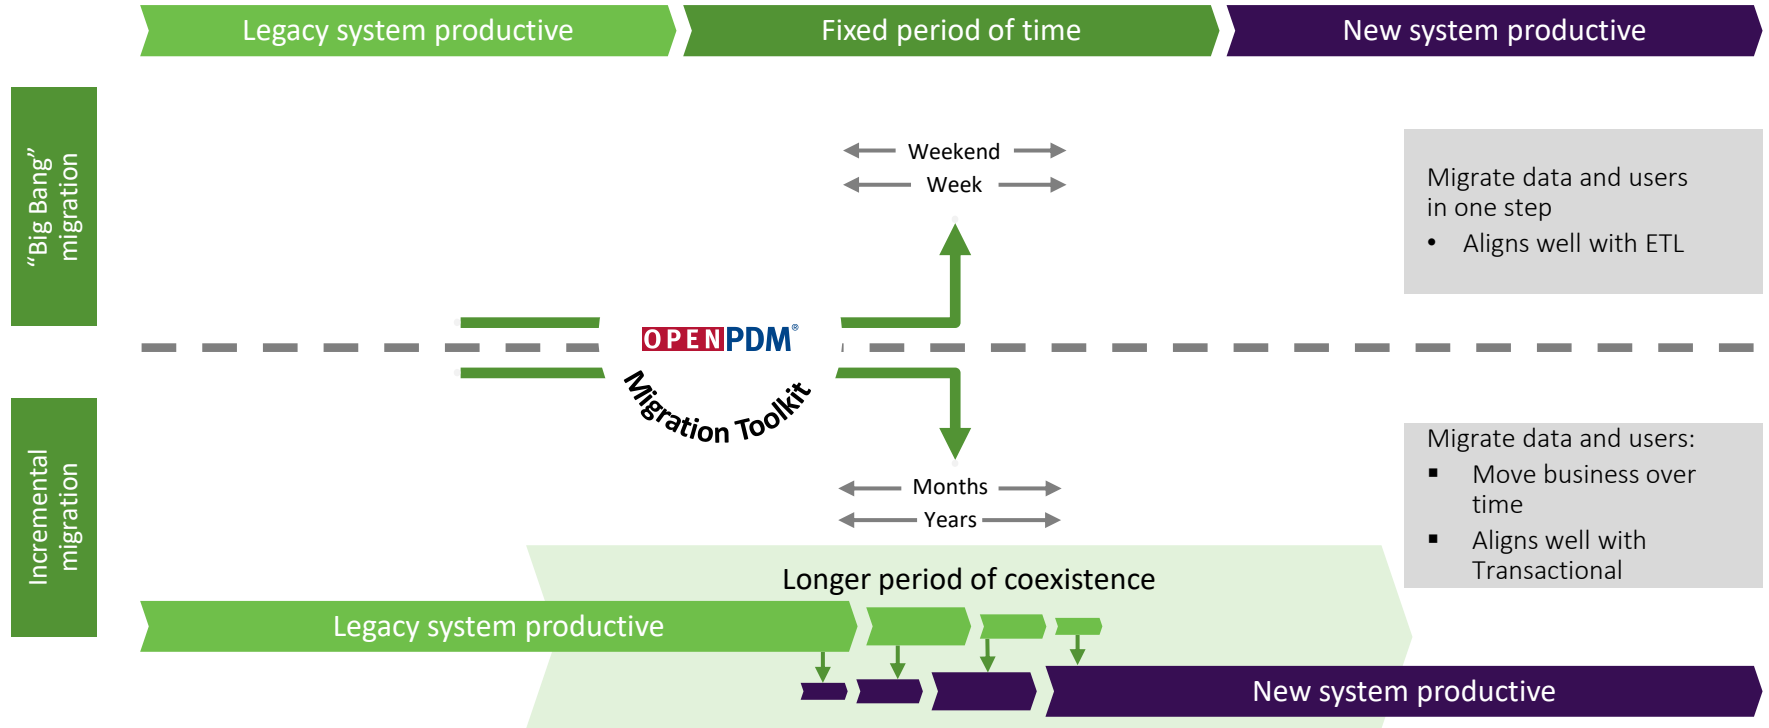 Legacy system productive
Fixed period of time
New system productive
“Big Bang”
migration
Weekend
Week
Migrate data and users
in one step
• Aligns well with ETL
OPENPDM®
Migration Toolkit
Incremental
migration
Months
Years
Migrate data and users:
▪ Move business over
time
▪ Aligns well with
Transactional
Longer period of coexistence
Legacy system productive
New system productive